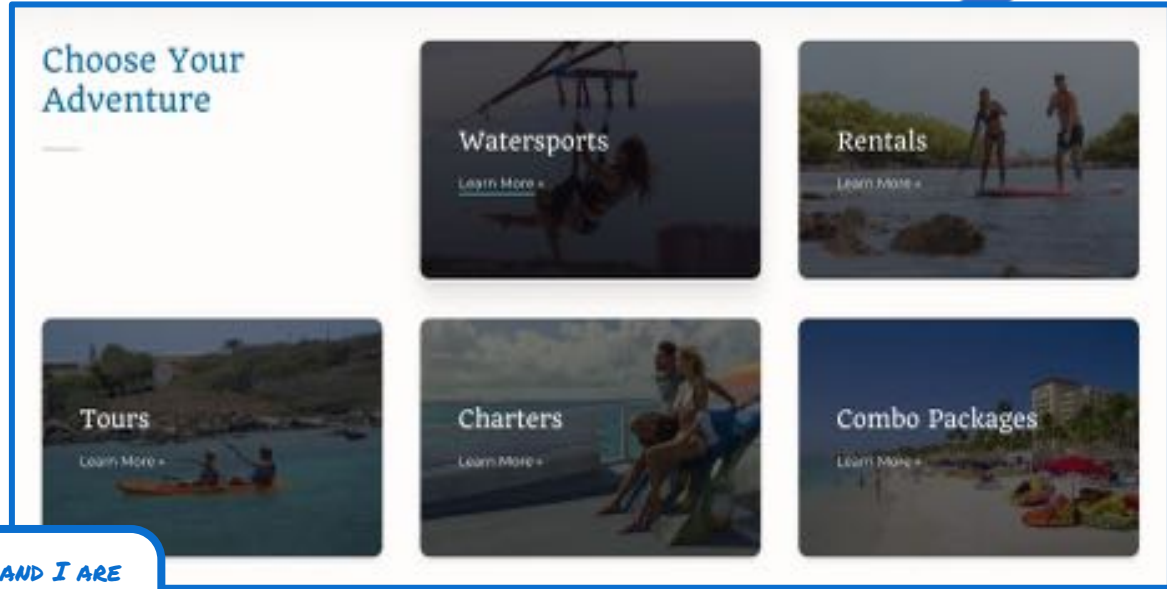 Choose Your
Adventure
Watersports
Learn More »
Rentals
Learn More »
Tours
Learn More »
Charters
Learn More »
Combo Packages
Learn More »
AND I ARE